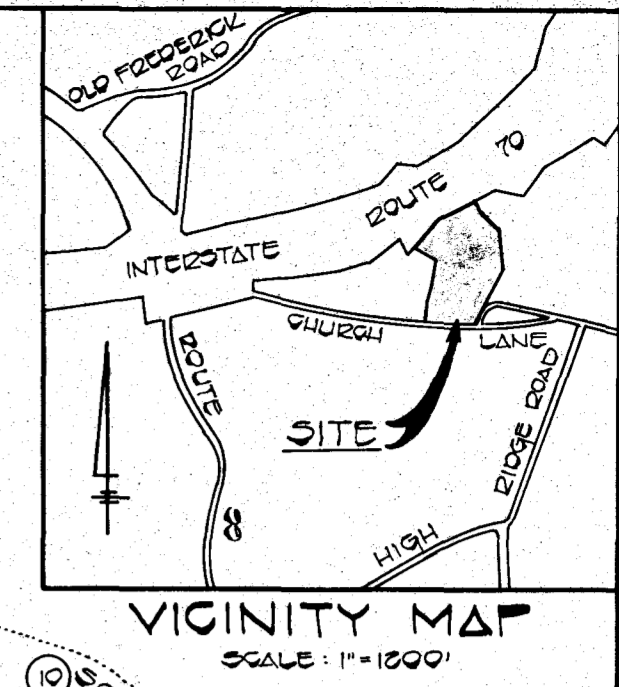 OLD FREDERICK
ROAD
INTERSTATE
ROUTE
70
CHURCH
LANE
ROUTE
8
SITE
RIDGE ROAD
HIGH
VICINITY MAP
SCALE : 1"=1200'
10